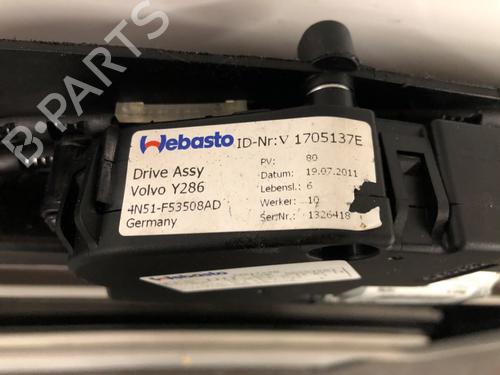 B-PARTS
Webasto ID-Nr: V 1705137E
Drive Assy PV: 80
Volvo Y286 Datum: 19.07.2011
4N51-F53508AD Lebensl.: 6
Germany Werker: 10
Ser.Nr.: 1326418
Webasto